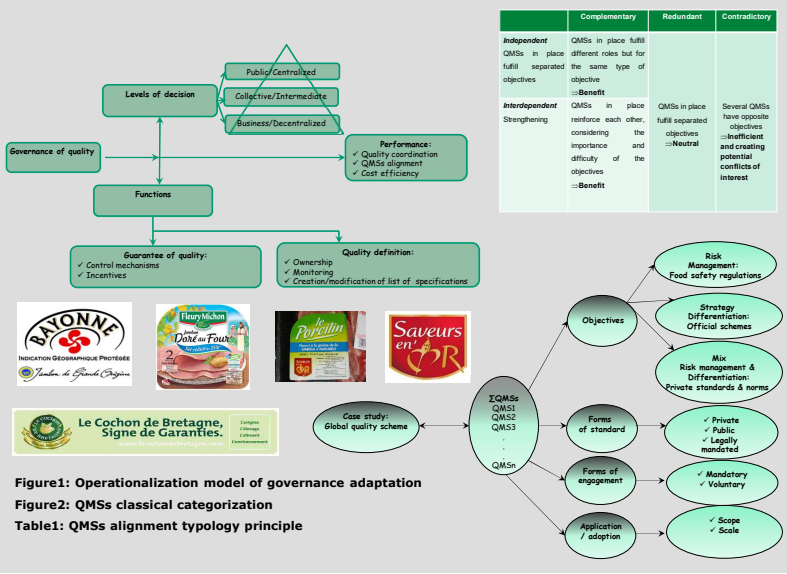 Levels of decision
Public/Centralized
Collective/Intermediate
Business/Decentralized
Governance of quality
Performance:
✓ Quality coordination
✓ QMSs alignment
✓ Cost efficiency
Functions
Guarantee of quality:
✓ Control mechanisms
✓ Incentives
Quality definition:
✓ Ownership
✓ Monitoring
✓ Creation/modification of list of specifications
Complementary
Redundant
Contradictory
Independent
QMSs in place
fulfill separated
objectives
QMSs in place fulfill
different roles but for
the same type of
objective
⇒Benefit
Interdependent
Strengthening
QMSs in place
reinforce each other,
considering the
importance and
difficulty of the
objectives
⇒Benefit
QMSs in place
fulfill separated
objectives
⇒Neutral
Several QMSs
have opposite
objectives
⇒Inefficient
and creating
potential
conflicts of
interest
BAYONNE
INDICATION GÉOGRAPHIQUE PROTÉGÉE
Jambon de Grande Origine
Fleury Michon
Jambon
Doré au Four
2
le
Porcilin
Saveurs
en'OR
Le Cochon de Bretagne,
Signe de Garanties.
L'origine
L'élevage
L'aliment
L'environnement
Case study:
Global quality scheme
∑QMSs
QMS1
QMS2
QMS3
.
.
.
QMSn
Objectives
Risk
Management:
Food safety regulations
Strategy
Differentiation:
Official schemes
Mix
Risk management &
Differentiation:
Private standards & norms
Forms
of standard
✓ Private
✓ Public
✓ Legally
mandated
Forms of
engagement
✓ Mandatory
✓ Voluntary
Application
/ adoption
✓ Scope
✓ Scale
Figure1: Operationalization model of governance adaptation
Figure2: QMSs classical categorization
Table1: QMSs alignment typology principle